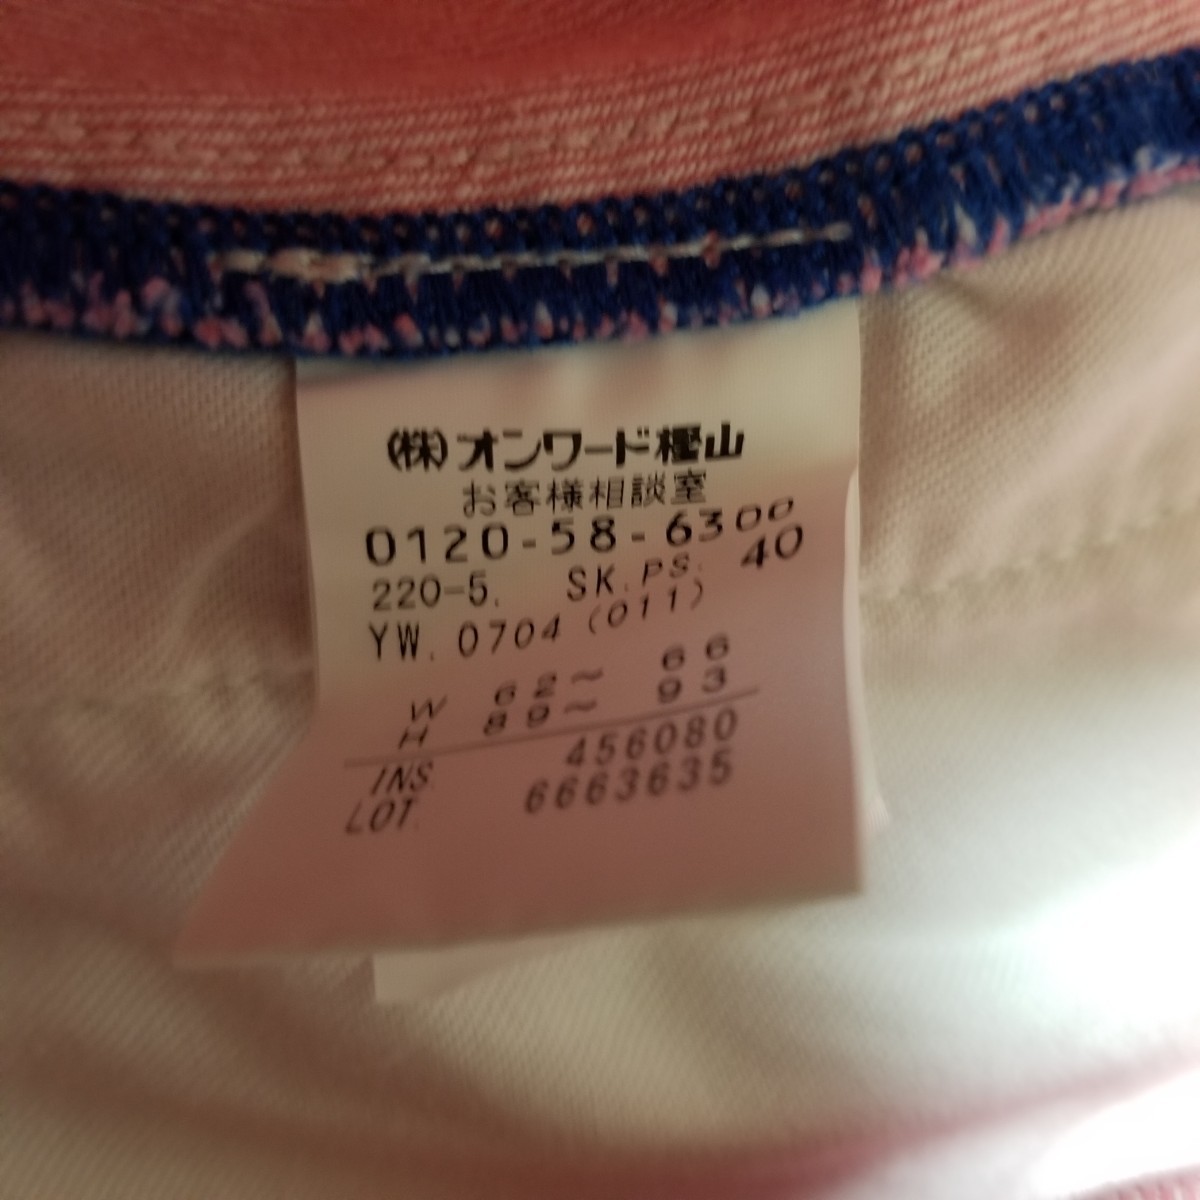 (株)オンワード樫山
お客様相談室
0120-58-6300
220-5. SK.PS. 40
YW. 0704 (011)
W 62～ 66
H 89～ 93
INS. 456080
LOT. 6663635